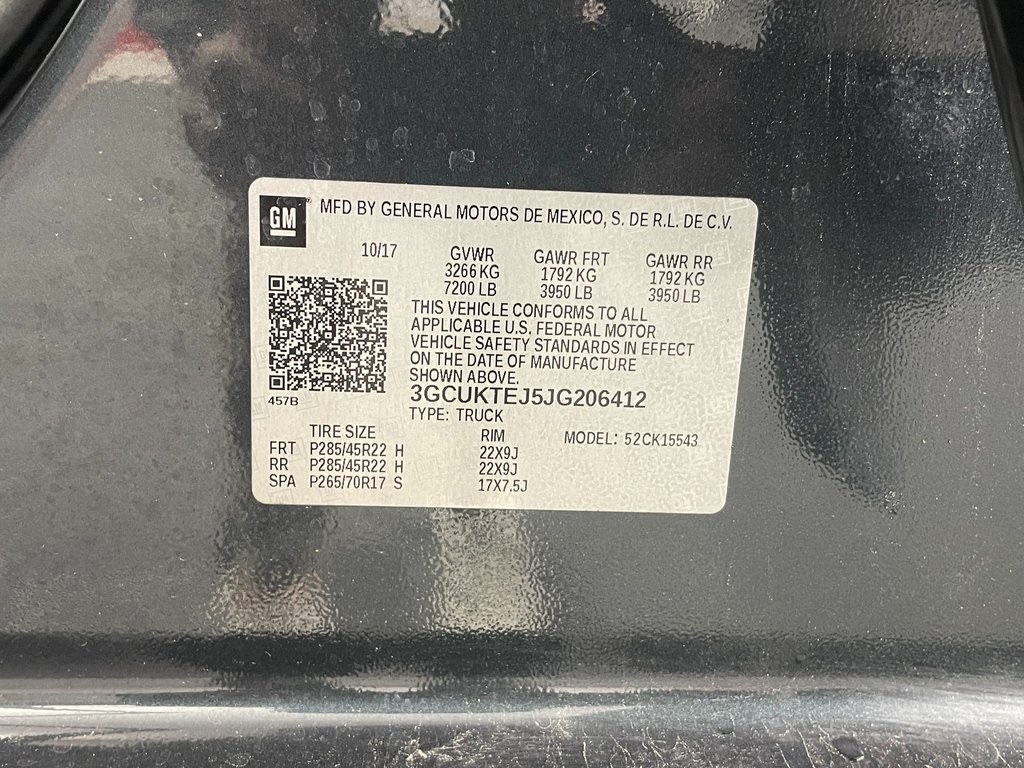 GM MFD BY GENERAL MOTORS DE MEXICO, S. DE R.L. DE C.V.
10/17 GVWR GAWR FRT GAWR RR
3266 KG 1792 KG 1792 KG
7200 LB 3950 LB 3950 LB
THIS VEHICLE CONFORMS TO ALL
APPLICABLE U.S. FEDERAL MOTOR
VEHICLE SAFETY STANDARDS IN EFFECT
ON THE DATE OF MANUFACTURE
SHOWN ABOVE.
457B
3GCUKTEJ5JG206412
TYPE: TRUCK
TIRE SIZE RIM MODEL: 52CK15543
FRT P285/45R22 H 22X9J
RR P285/45R22 H 22X9J
SPA P265/70R17 S 17X7.5J